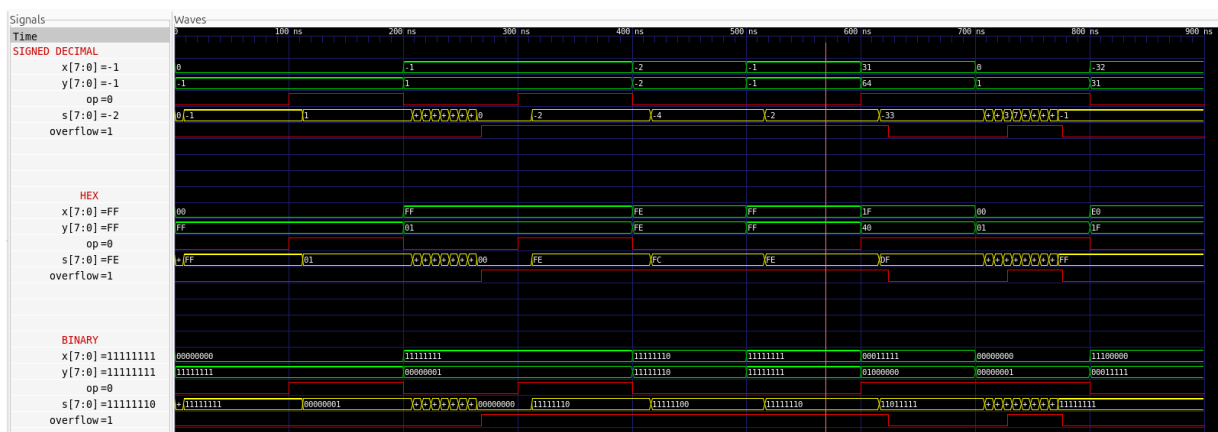 Signals Waves
Time 0 100 ns 200 ns 300 ns 400 ns 500 ns 600 ns 700 ns 800 ns 900 ns
SIGNED DECIMAL
x[7:0]=-1 0 -1 -2 -1 31 0 -32
y[7:0]=-1 -1 1 -2 -1 64 1 31
op=0
s[7:0]=-2 0 -1 1 + + + + + + 0 -2 -4 -2 -33 + + 3 7 + + + + -1
overflow=1
HEX
x[7:0]=FF 00 FF FE FF 1F 00 E0
y[7:0]=FF FF 01 FE FF 40 01 1F
op=0
s[7:0]=FE + FF 01 + + + + + + 00 FE FC FE DF + + + + + + + + FF
overflow=1
BINARY
x[7:0]=11111111 00000000 11111111 11111110 11111111 00011111 00000000 11100000
y[7:0]=11111111 11111111 00000001 11111110 11111111 01000000 00000001 00011111
op=0
s[7:0]=11111110 + 11111111 00000001 + + + + + + 00000000 11111110 11111100 11111110 11011111 + + + + + + + + 11111111
overflow=1